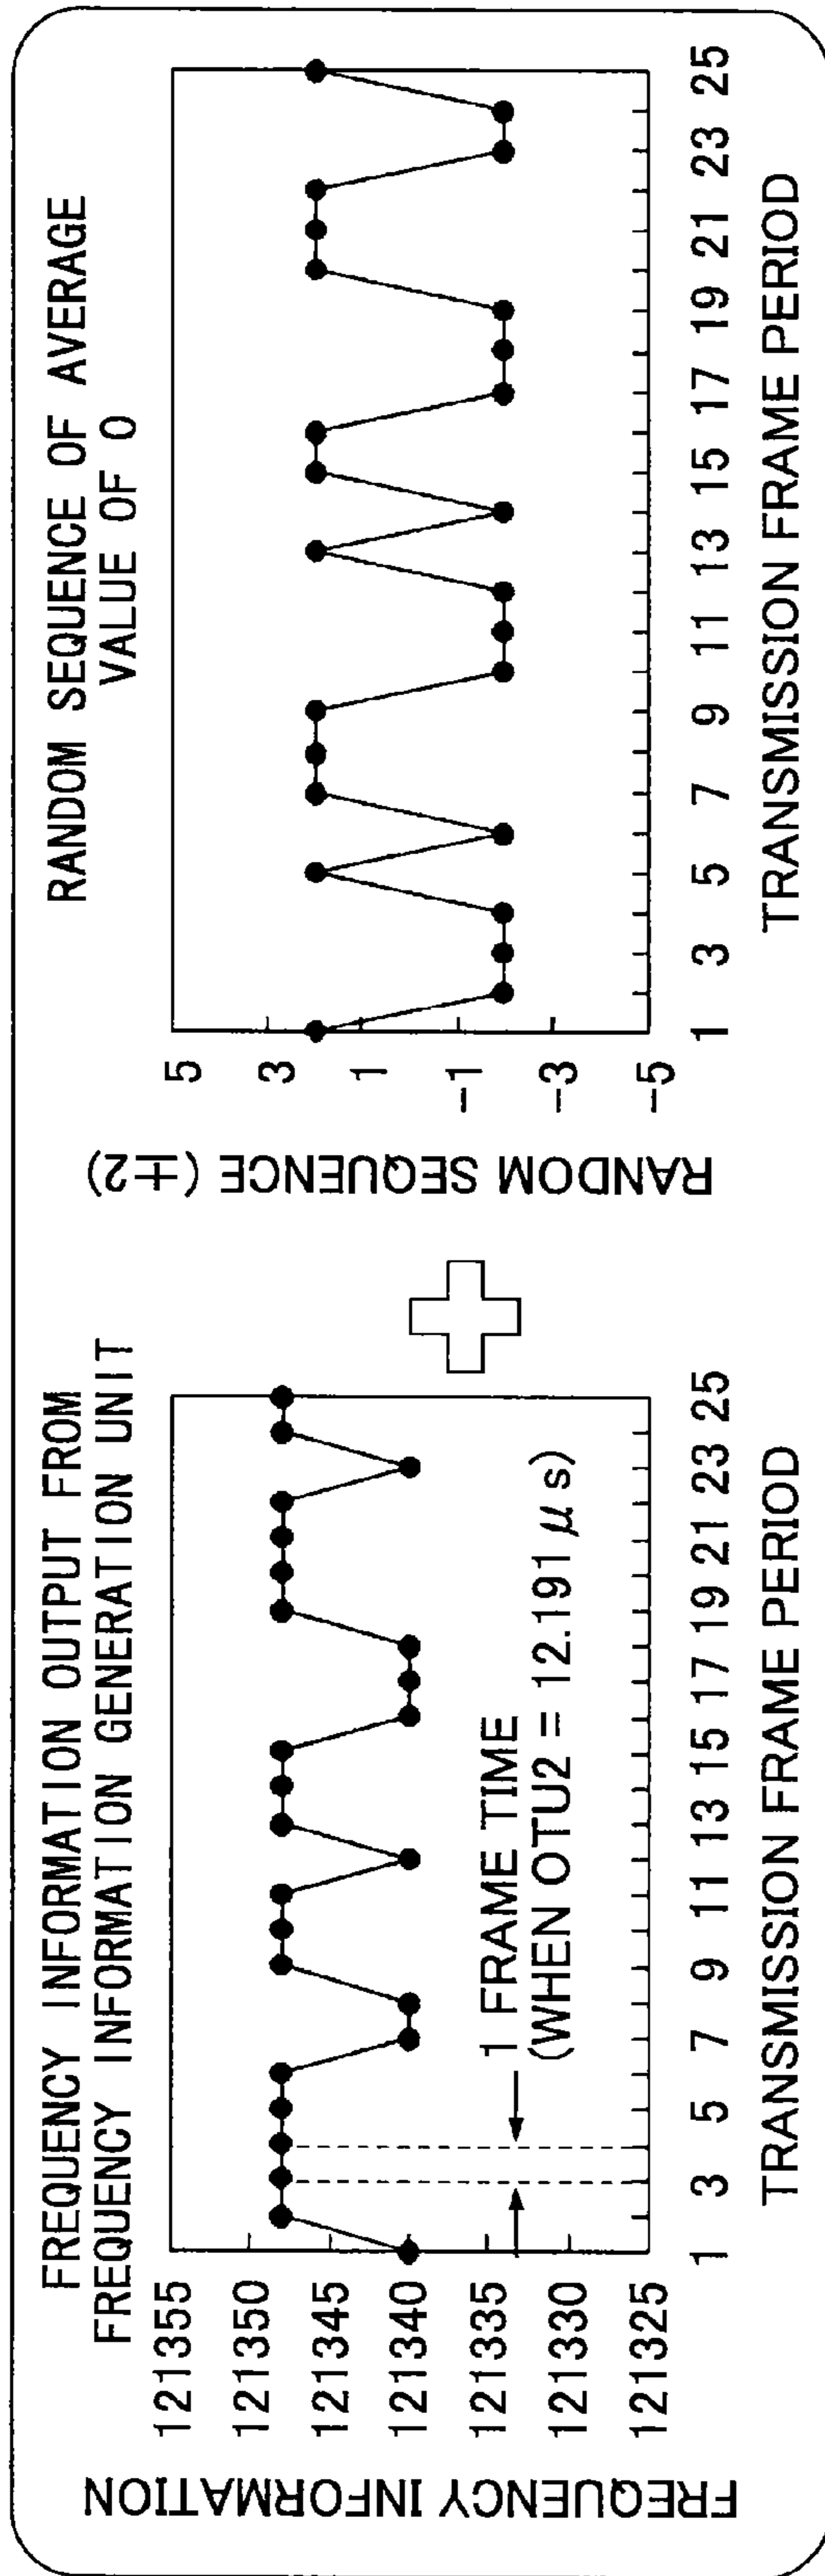 FREQUENCY INFORMATION OUTPUT FROM
FREQUENCY INFORMATION GENERATION UNIT
FREQUENCY INFORMATION
121355
121350
121345
121340
121335
121330
121325
1 FRAME TIME
(WHEN OTU2 = 12.191 μs)
1 3 5 7 9 11 13 15 17 19 21 23 25
TRANSMISSION FRAME PERIOD
RANDOM SEQUENCE OF AVERAGE
VALUE OF 0
RANDOM SEQUENCE (±2)
5
3
1
-1
-3
-5
1 3 5 7 9 11 13 15 17 19 21 23 25
TRANSMISSION FRAME PERIOD